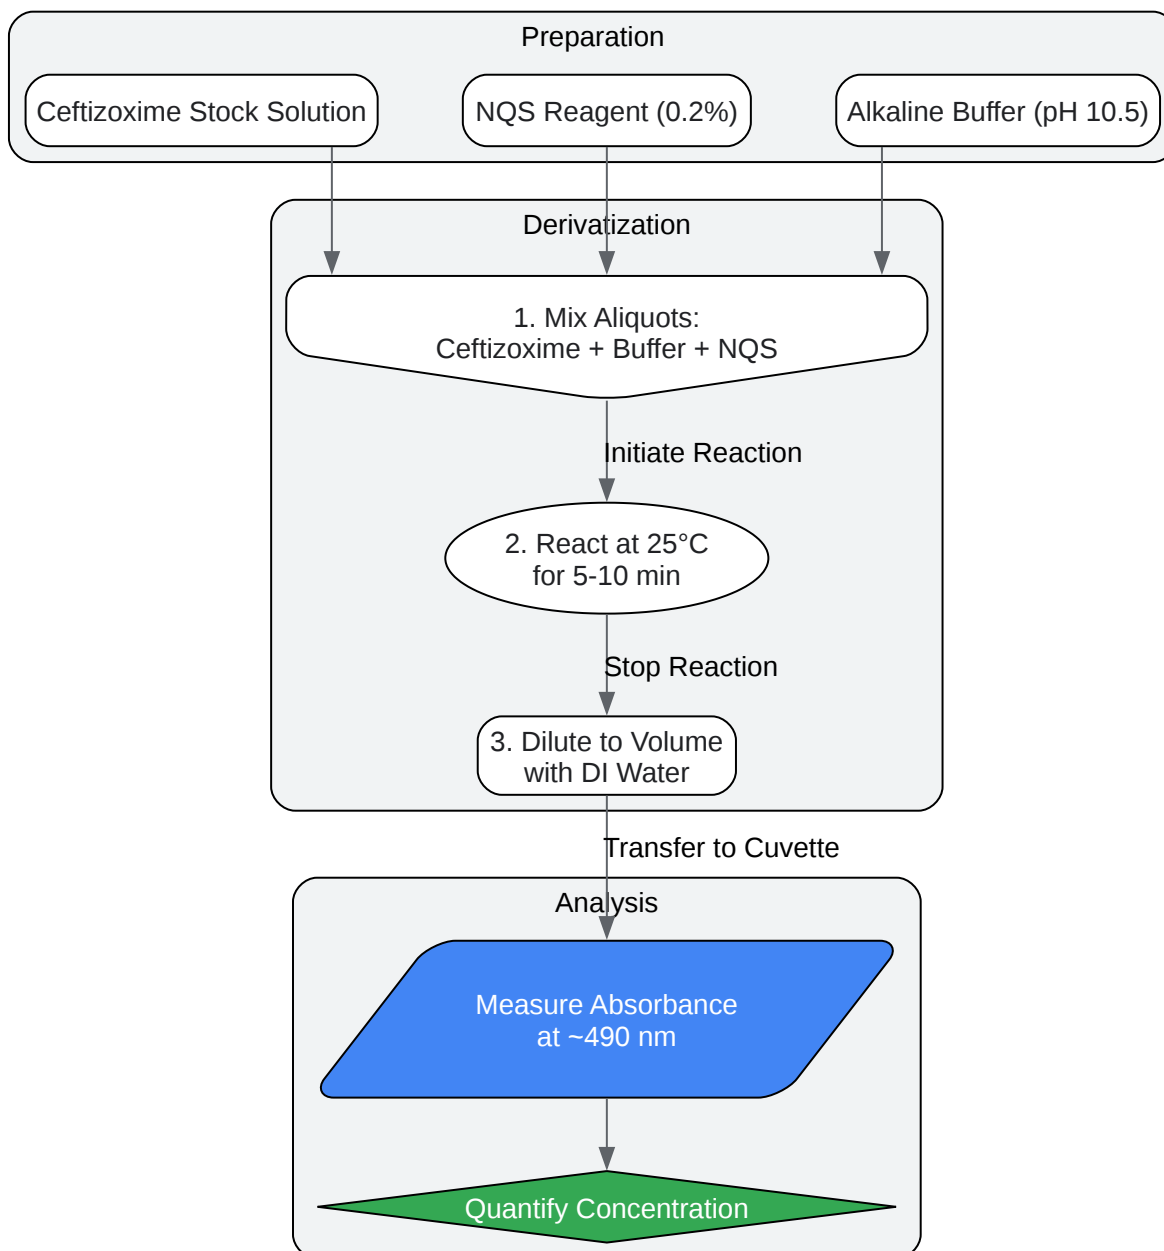 Preparation
Ceftizoxime Stock Solution
NQS Reagent (0.2%)
Alkaline Buffer (pH 10.5)
Derivatization
1. Mix Aliquots:
Ceftizoxime + Buffer + NQS
Initiate Reaction
2. React at 25°C
for 5-10 min
Stop Reaction
3. Dilute to Volume
with DI Water
Transfer to Cuvette
Analysis
Measure Absorbance
at ~490 nm
Quantify Concentration